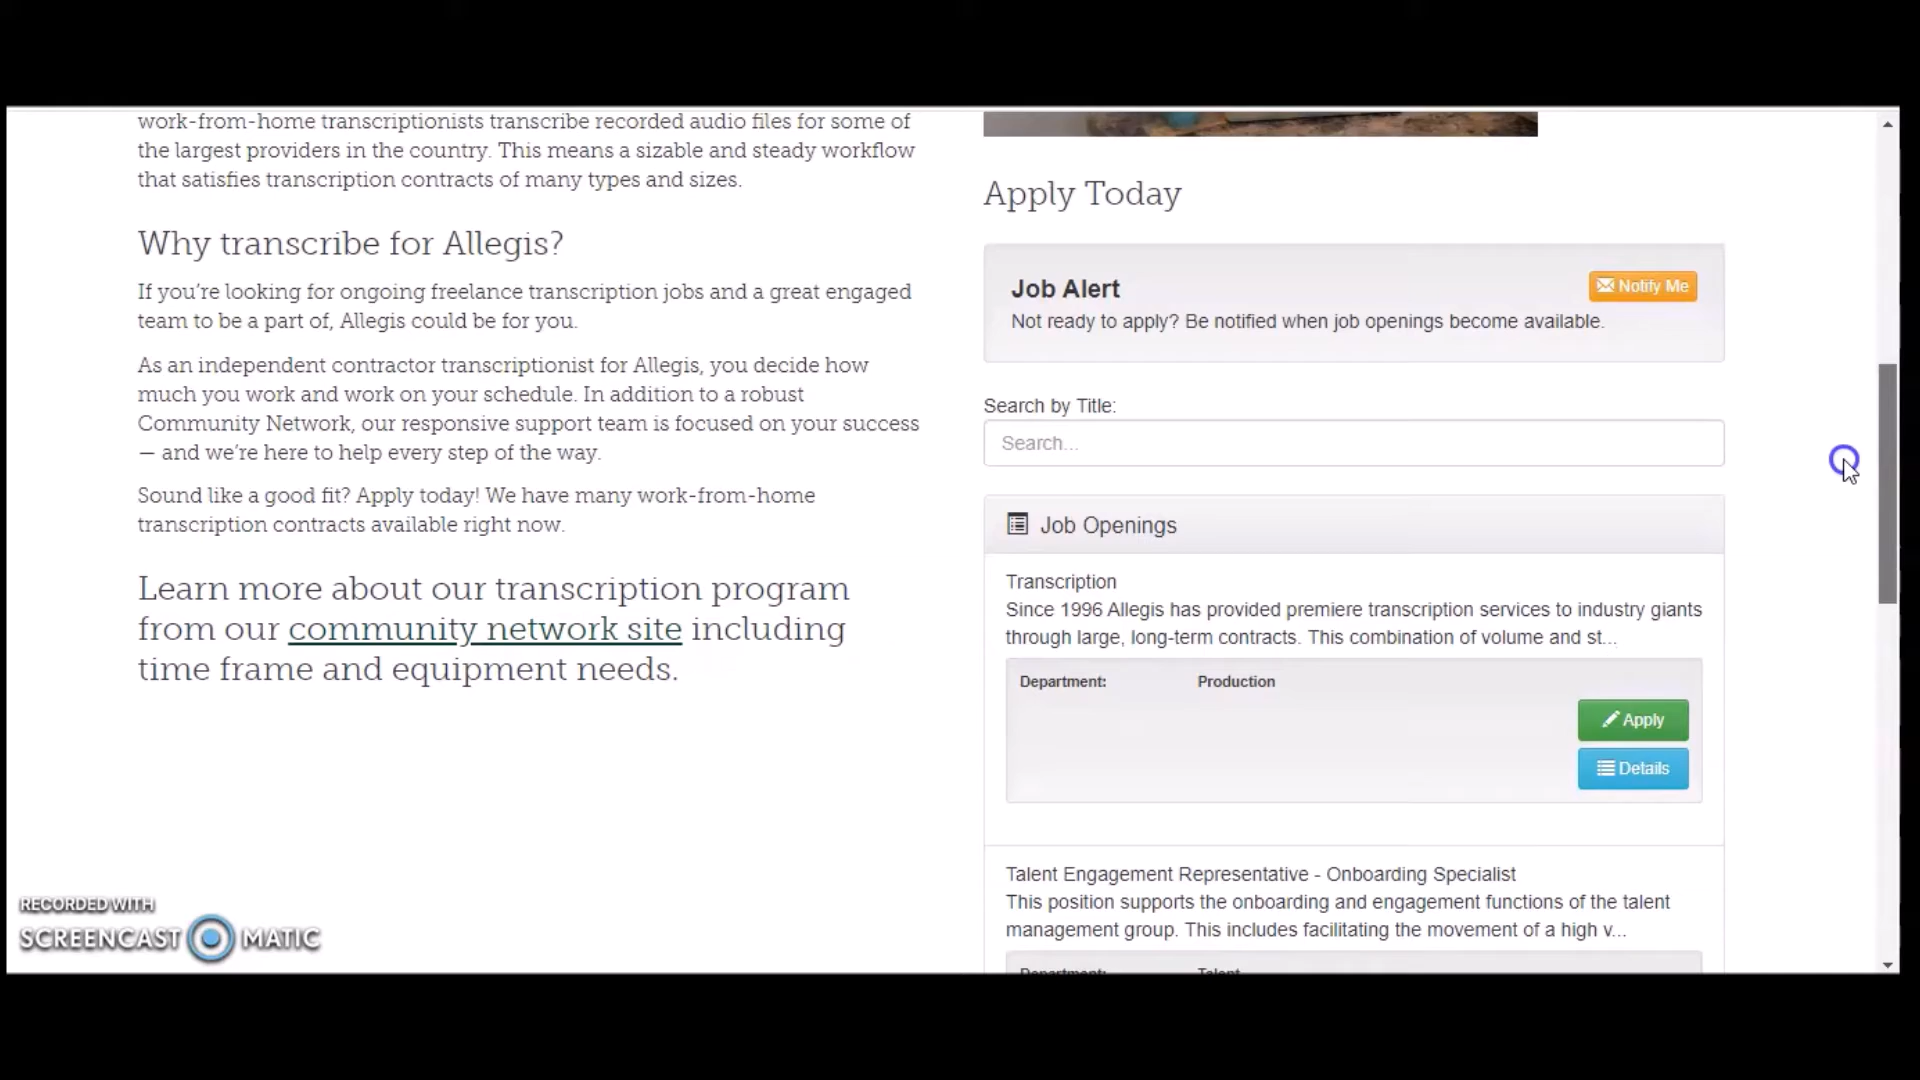 work-from-home transcriptionists transcribe recorded audio files for some of
the largest providers in the country. This means a sizable and steady workflow
that satisfies transcription contracts of many types and sizes.
Why transcribe for Allegis?
If you’re looking for ongoing freelance transcription jobs and a great engaged
team to be a part of, Allegis could be for you.
As an independent contractor transcriptionist for Allegis, you decide how
much you work and work on your schedule. In addition to a robust
Community Network, our responsive support team is focused on your success
— and we’re here to help every step of the way.
Sound like a good fit? Apply today! We have many work-from-home
transcription contracts available right now.
Learn more about our transcription program
from our community network site including
time frame and equipment needs.
Apply Today
Job Alert
Notify Me
Not ready to apply? Be notified when job openings become available.
Search by Title:
Search...
Job Openings
Transcription
Since 1996 Allegis has provided premiere transcription services to industry giants
through large, long-term contracts. This combination of volume and st...
Department: Production
Apply
Details
Talent Engagement Representative - Onboarding Specialist
This position supports the onboarding and engagement functions of the talent
management group. This includes facilitating the movement of a high v...
Department: Talent
RECORDED WITH
SCREENCAST MATIC